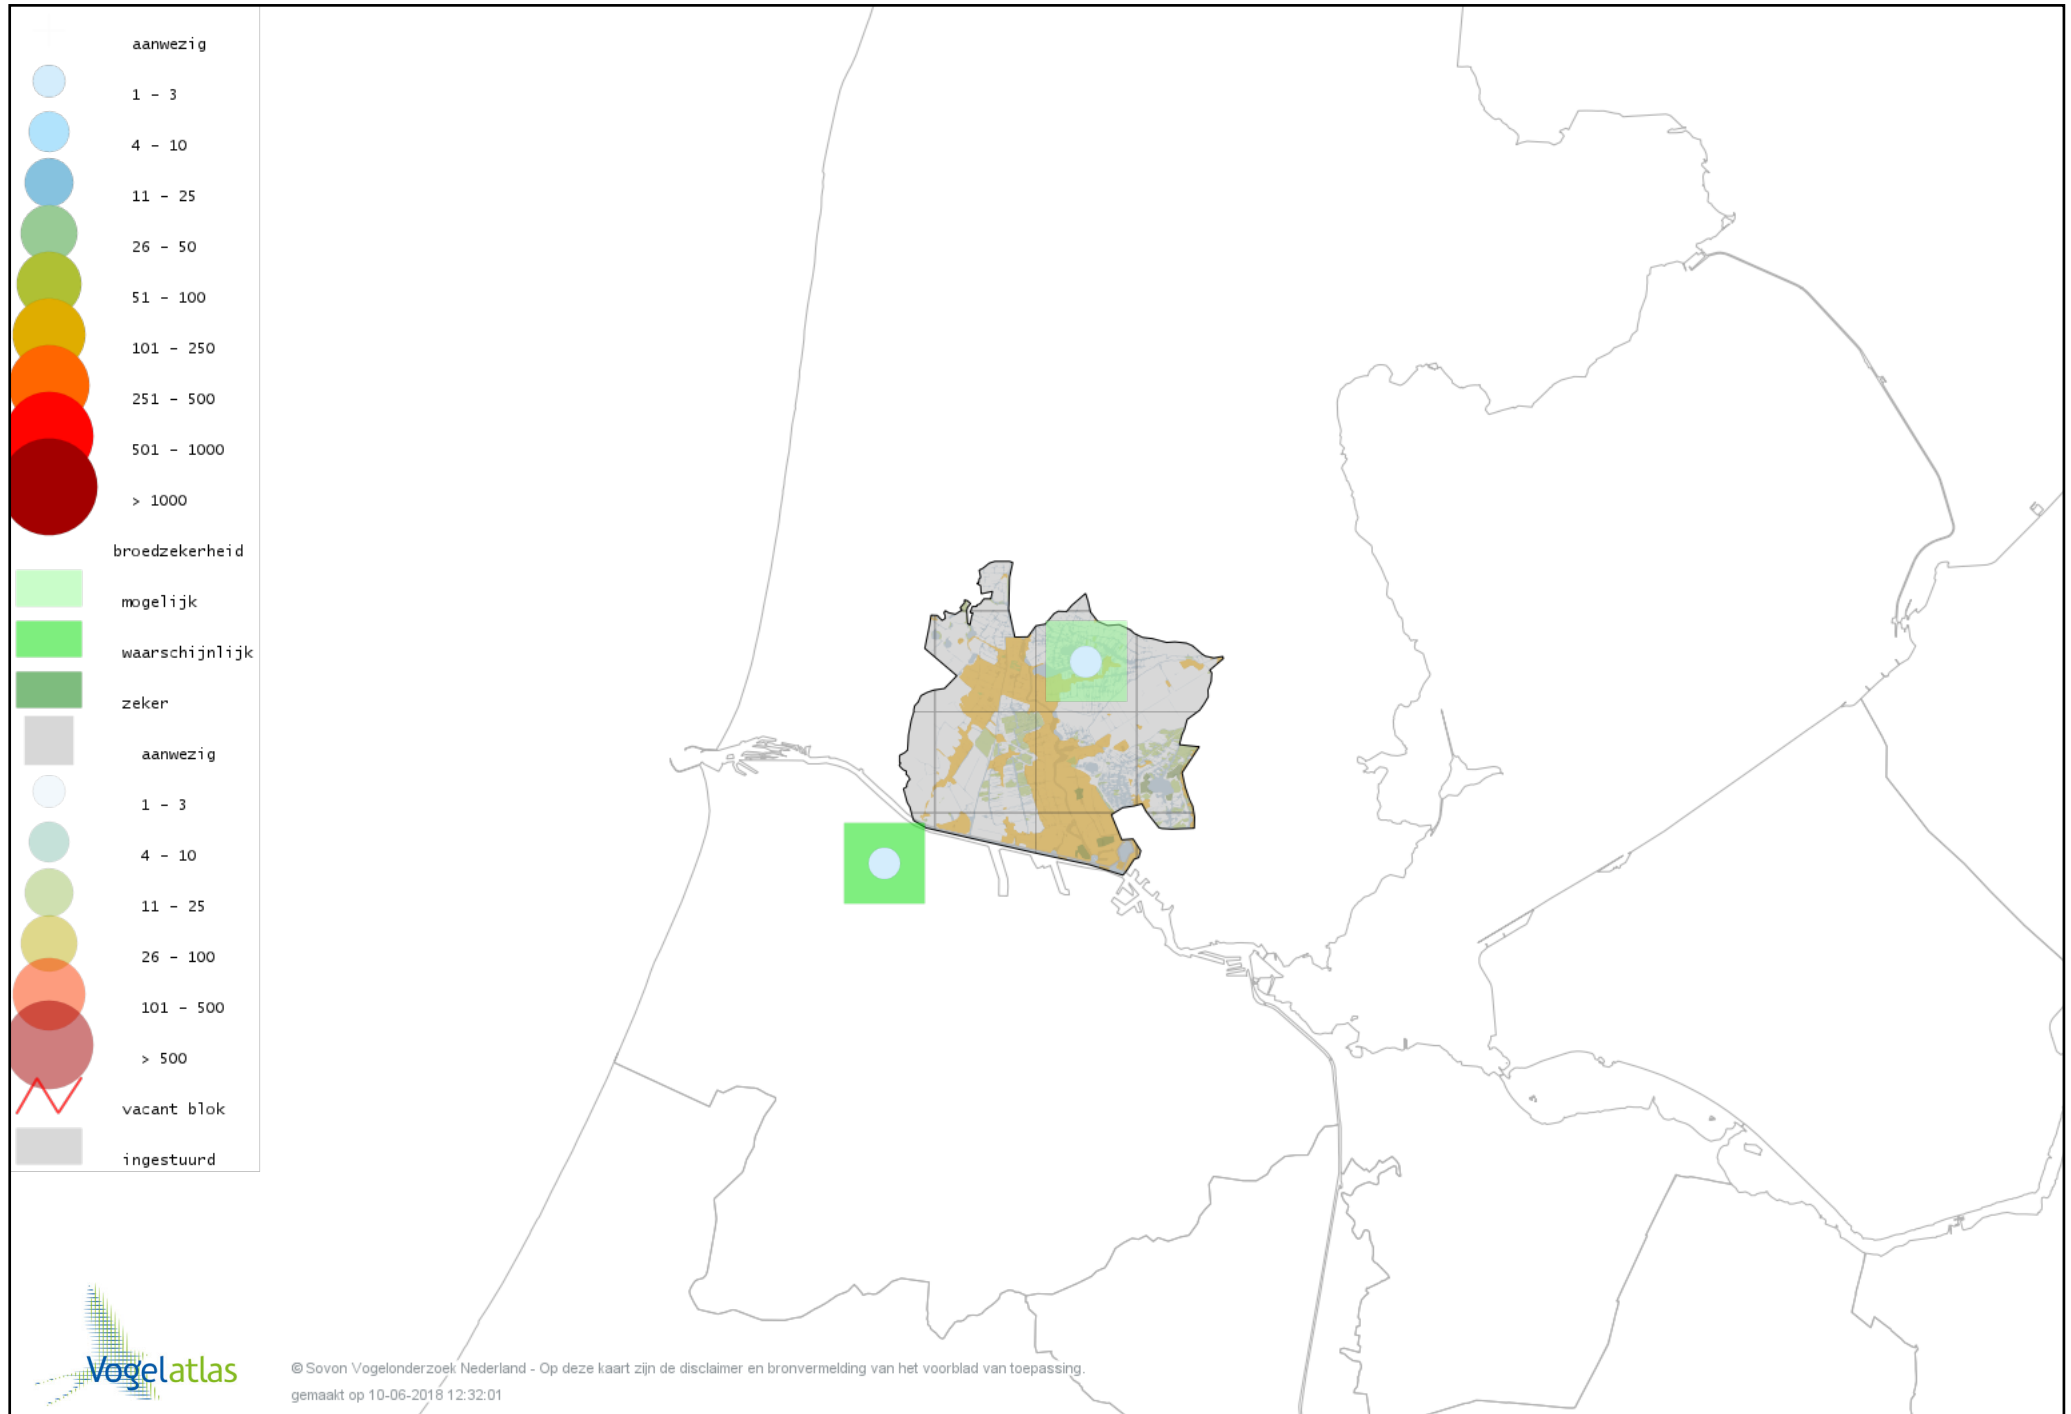 aanwezig
1 - 3
4 - 10
11 - 25
26 - 50
51 - 100
101 - 250
251 - 500
501 - 1000
> 1000
broedzekerheid
mogelijk
waarschijnlijk
zeker
aanwezig
1 - 3
4 - 10
11 - 25
26 - 100
101 - 500
> 500
vacant blok
ingestuurd
Vogelatlas
© Sovon Vogelonderzoek Nederland - Op deze kaart zijn de disclaimer en bronvermelding van het voorblad van toepassing.
gemaakt op 10-06-2018 12:32:01